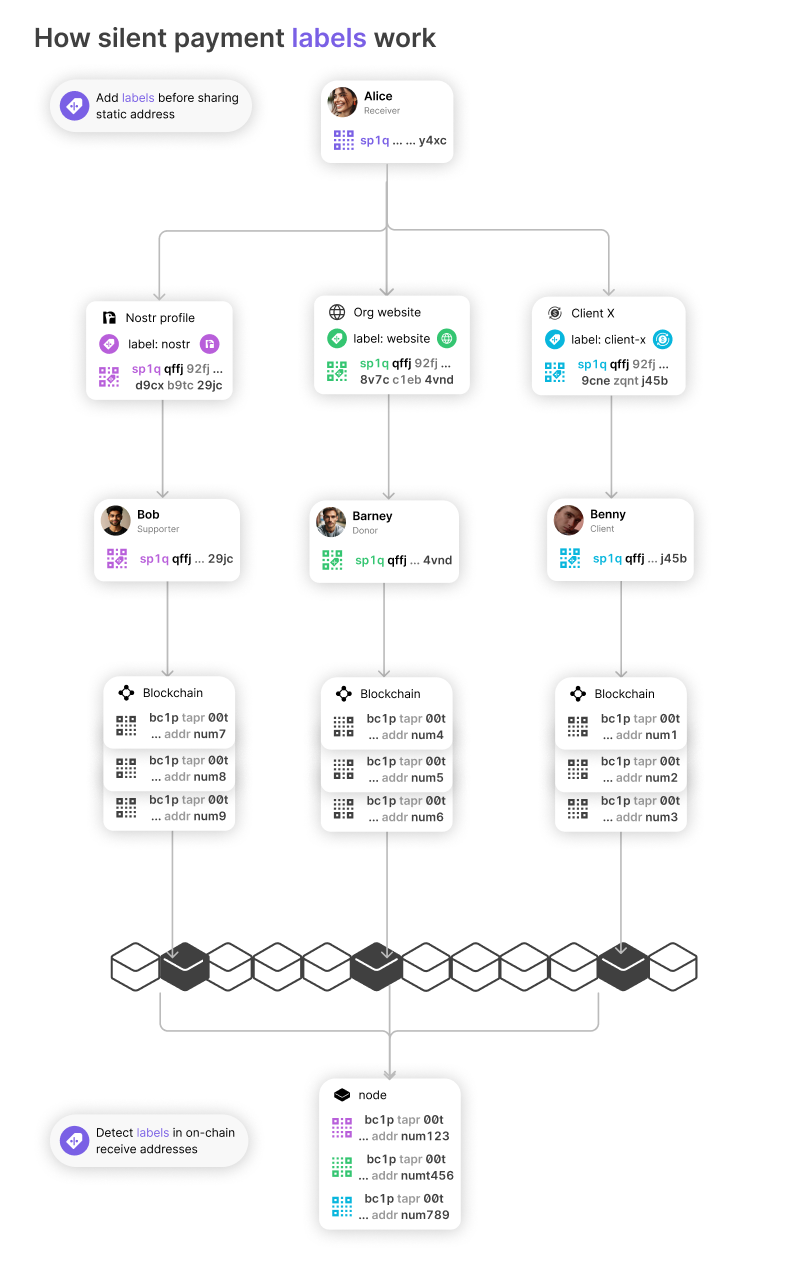 How silent payment labels work
Add labels before sharing
static address
Alice
Receiver
sp1q ... ... y4xc
Nostr profile
label: nostr
sp1q qffj 92fj ...
d9cx b9tc 29jc
Org website
label: website
sp1q qffj 92fj ...
8v7c c1eb 4vnd
Client X
label: client-x
sp1q qffj 92fj ...
9cne zqnt j45b
Bob
Supporter
sp1q qffj ... 29jc
Barney
Donor
sp1q qffj ... 4vnd
Benny
Client
sp1q qffj ... j45b
Blockchain
bc1p tapr 00t
... addr num7
bc1p tapr 00t
... addr num8
bc1p tapr 00t
... addr num9
Blockchain
bc1p tapr 00t
... addr num4
bc1p tapr 00t
... addr num5
bc1p tapr 00t
... addr num6
Blockchain
bc1p tapr 00t
... addr num1
bc1p tapr 00t
... addr num2
bc1p tapr 00t
... addr num3
Detect labels in on-chain
receive addresses
node
bc1p tapr 00t
... addr num123
bc1p tapr 00t
... addr numt456
bc1p tapr 00t
... addr num789